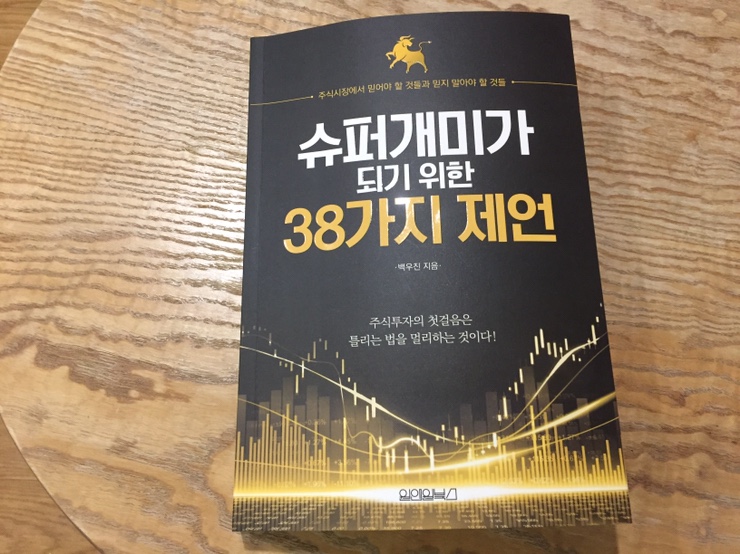 주식시장에서 믿어야 할 것들과 믿지 말아야 할 것들
슈퍼개미가
되기 위한
38가지 제언
·백우진 지음·
주식투자의 첫걸음은
틀리는 법을 멀리하는 것이다!
일에일북스